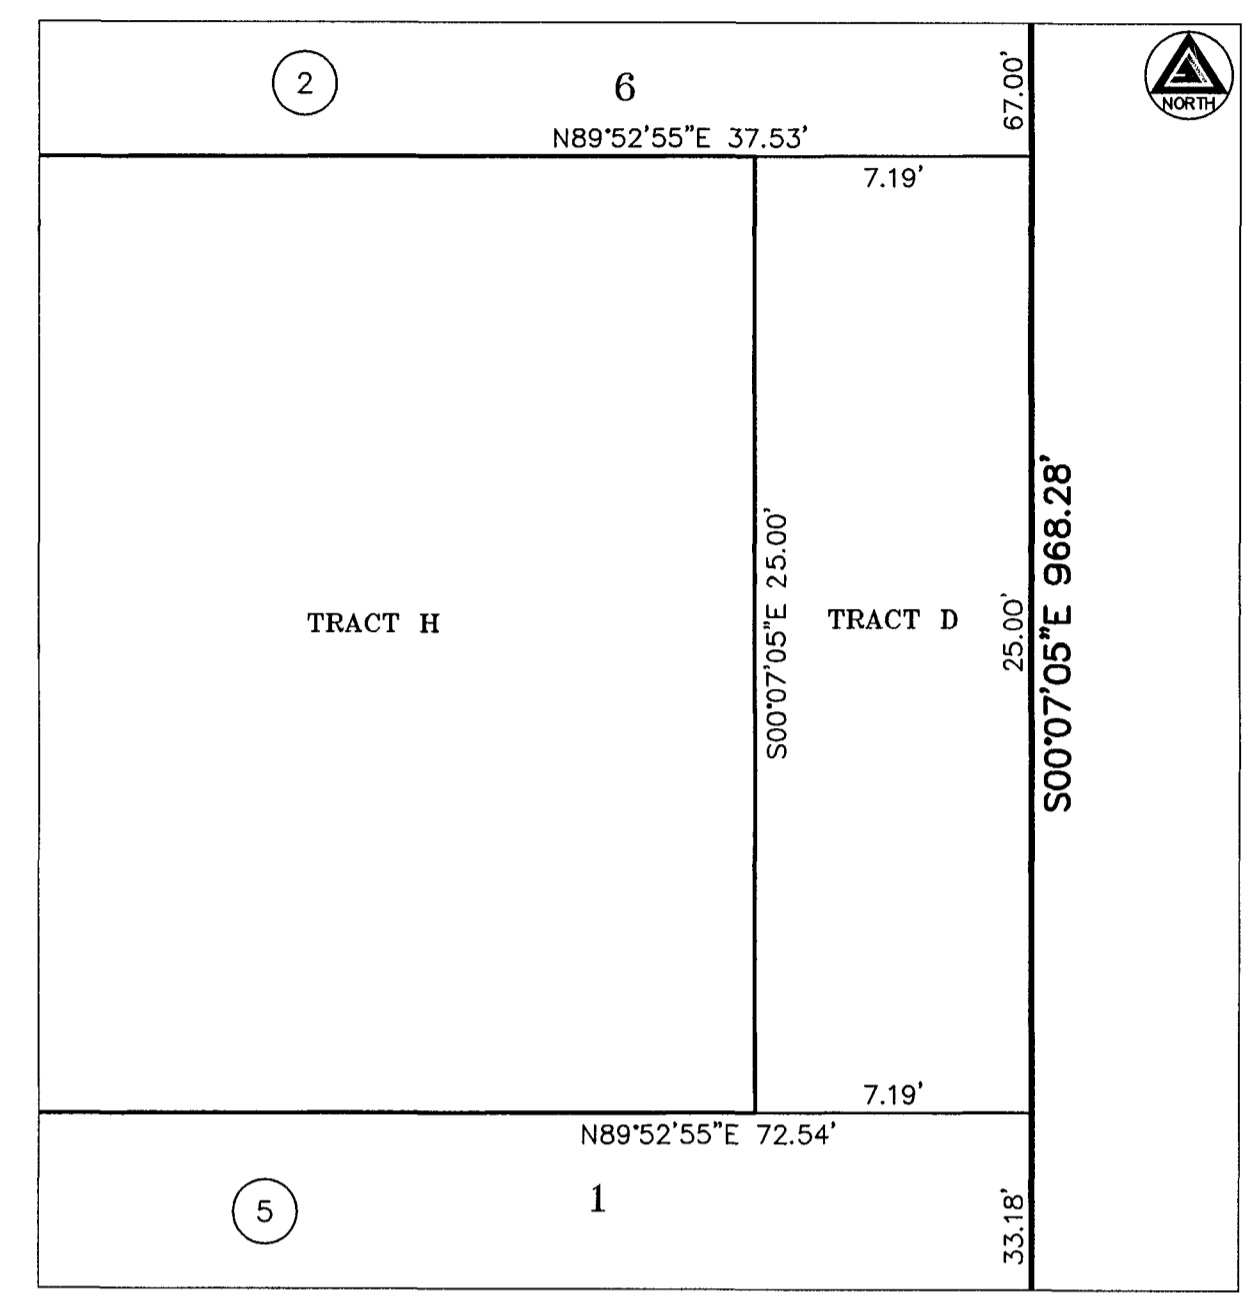 2
6
67.00'
NORTH
N89°52'55"E 37.53'
7.19'
S00°07'05"E 25.00'
TRACT H
TRACT D
25.00'
S00°07'05"E 968.28'
7.19'
N89°52'55"E 72.54'
5
1
33.18'